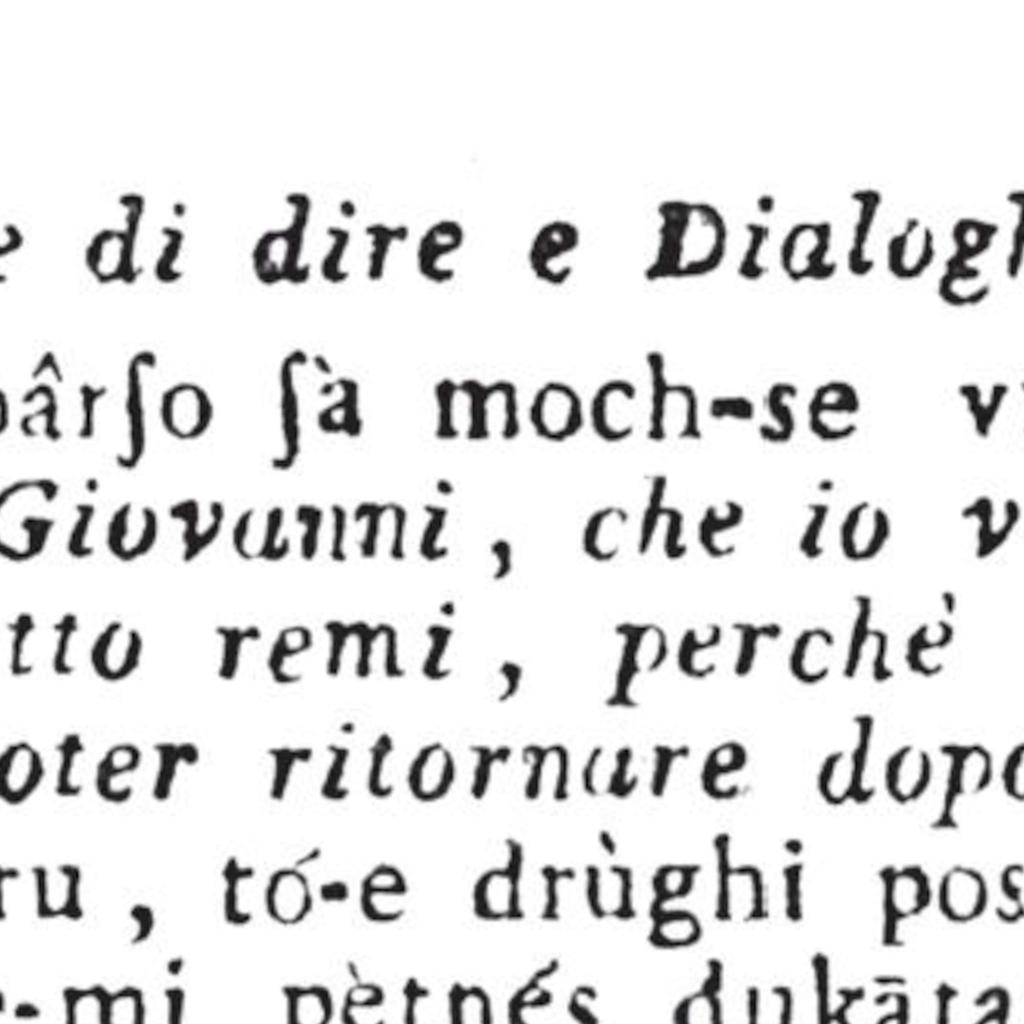 e di dire e Dialogh
bârſo ſà moch-se v
Giovanni, che io v
tto remi, perchè
oter ritornare dopo
ru, tó-e drùghi pos
-mi pètnés dukāta